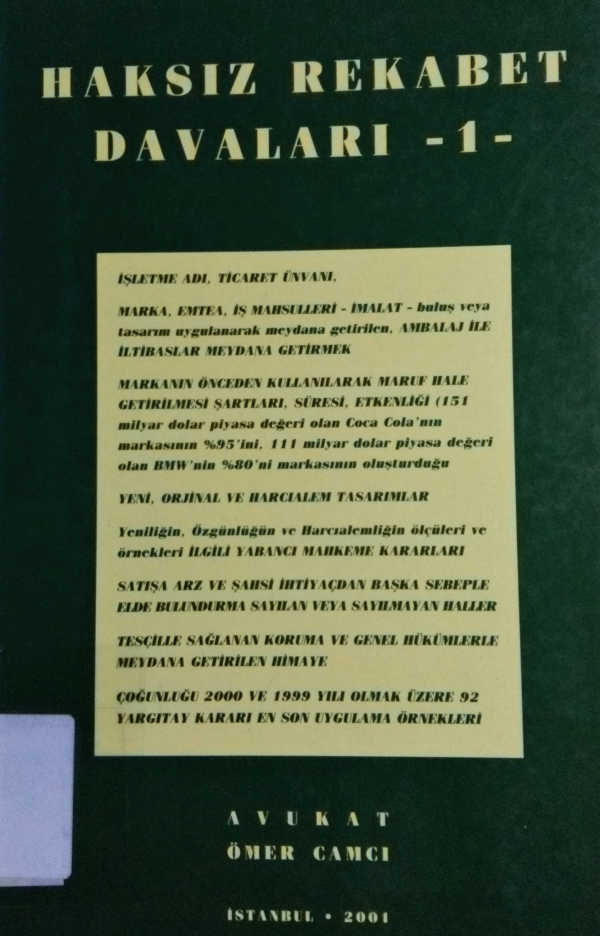 HAKSIZ REKABET
DAVALARI -1-
İŞLETME ADI, TİCARET ÜNVANI,
MARKA, EMTEA, İŞ MAHSULLERİ - İMALAT - buluş veya
tasarım uygulanarak meydana getirilen, AMBALAJ İLE
İLTİBASLAR MEYDANA GETİRMEK
MARKANIN ÖNCEDEN KULLANILARAK MARUF HALE
GETİRİLMESİ ŞARTLARI, SÜRESİ, ETKENLİĞİ (151
milyar dolar piyasa değeri olan Coca Cola'nın
markasının %95'ini, 111 milyar dolar piyasa değeri
olan BMW'nin %80'ni markasının oluşturduğu
YENİ, ORJİNAL VE HARCIALEM TASARIMLAR
Yeniliğin, Özgünlüğün ve Harcıalemliğin ölçüleri ve
örnekleri İLGİLİ YABANCI MAHKEME KARARLARI
SATIŞA ARZ VE ŞAHSİ İHTİYAÇDAN BAŞKA SEBEPLE
ELDE BULUNDURMA SAYILAN VEYA SAYILMAYAN HALLER
TESÇİLLE SAĞLANAN KORUMA VE GENEL HÜKÜMLERLE
MEYDANA GETİRİLEN HİMAYE
ÇOĞUNLUĞU 2000 VE 1999 YILI OLMAK ÜZERE 92
YARGITAY KARARI EN SON UYGULAMA ÖRNEKLERİ
AVUKAT
ÖMER CAMCI
İSTANBUL • 2001